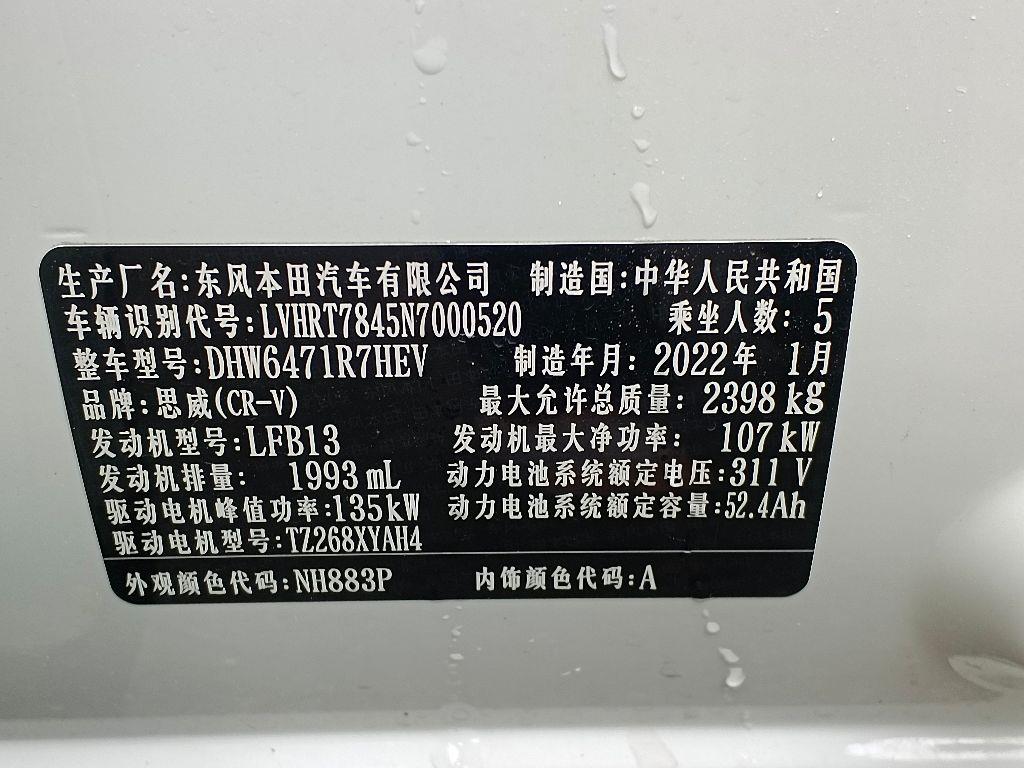 生产厂名:东风本田汽车有限公司 制造国:中华人民共和国
车辆识别代号:LVHRT7845N7000520 乘坐人数: 5
整车型号:DHW6471R7HEV 制造年月: 2022年 1月
品牌:思威(CR-V) 最大允许总质量: 2398 kg
发动机型号:LFB13 发动机最大净功率: 107 kW
发动机排量: 1993 mL 动力电池系统额定电压:311 V
驱动电机峰值功率:135kW 动力电池系统额定容量:52.4Ah
驱动电机型号:TZ268XYAH4
外观颜色代码:NH883P 内饰颜色代码:A